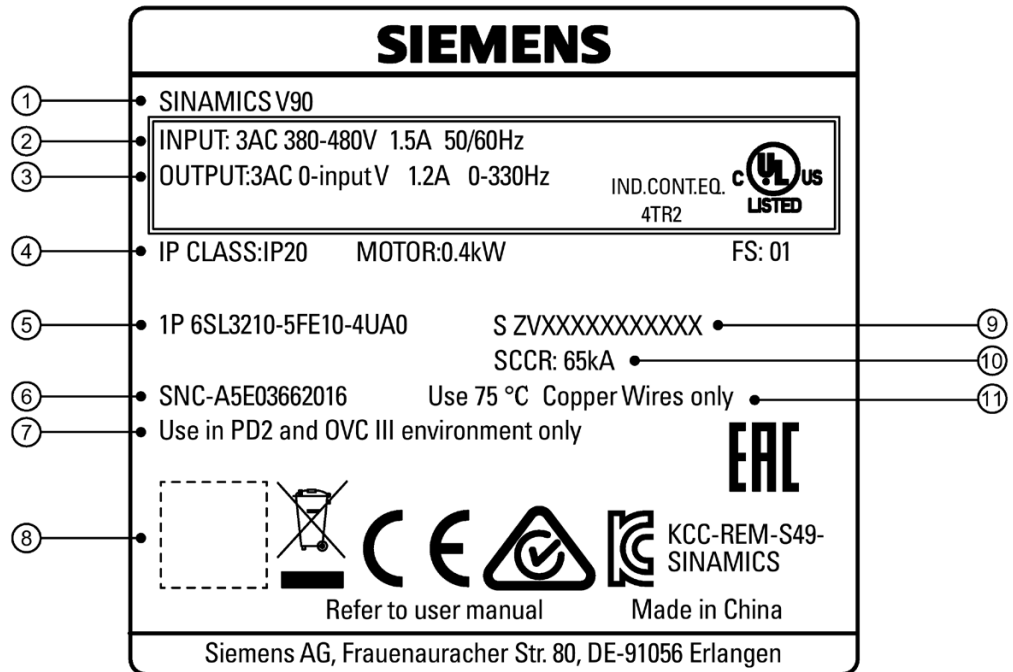 SIEMENS
① SINAMICS V90
② INPUT: 3AC 380-480V 1.5A 50/60Hz
③ OUTPUT:3AC 0-input V 1.2A 0-330Hz
IND.CONT.EQ.
4TR2
C UL US
LISTED
④ IP CLASS:IP20 MOTOR:0.4kW FS: 01
⑤ 1P 6SL3210-5FE10-4UA0 S ZVXXXXXXXXXXX ⑨
SCCR: 65kA ⑩
⑥ SNC-A5E03662016 Use 75 °C Copper Wires only ⑪
⑦ Use in PD2 and OVC III environment only
EAC
⑧
CE
KCC-REM-S49-
SINAMICS
Refer to user manual Made in China
Siemens AG, Frauenauracher Str. 80, DE-91056 Erlangen